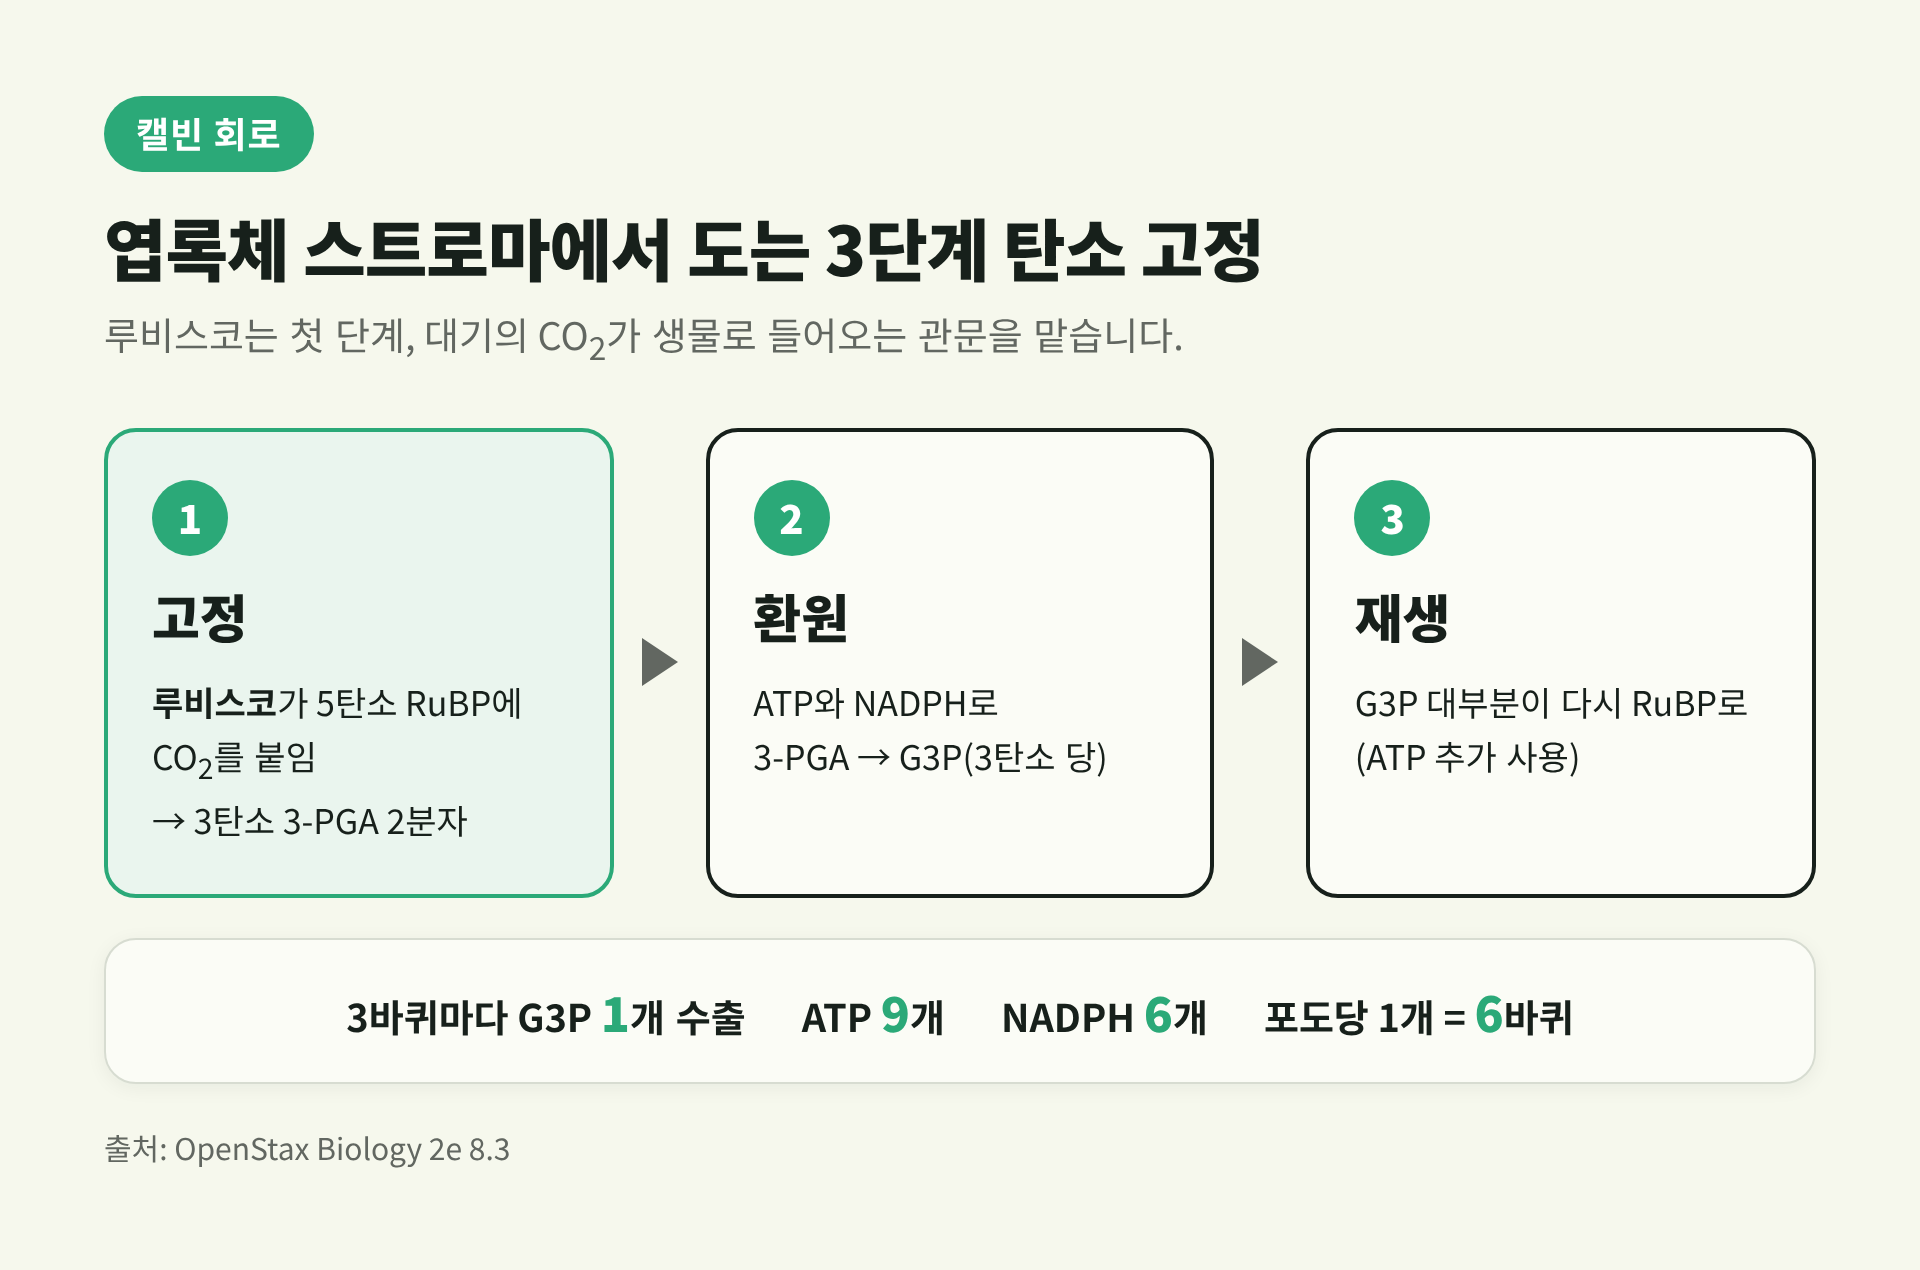 캘빈 회로
엽록체 스트로마에서 도는 3단계 탄소 고정
루비스코는 첫 단계, 대기의 CO₂가 생물로 들어오는 관문을 맡습니다.
1
고정
루비스코가 5탄소 RuBP에
CO₂를 붙임
→ 3탄소 3-PGA 2분자
2
환원
ATP와 NADPH로
3-PGA → G3P(3탄소 당)
3
재생
G3P 대부분이 다시 RuBP로
(ATP 추가 사용)
3바퀴마다 G3P 1개 수출 ATP 9개 NADPH 6개 포도당 1개 = 6바퀴
출처: OpenStax Biology 2e 8.3